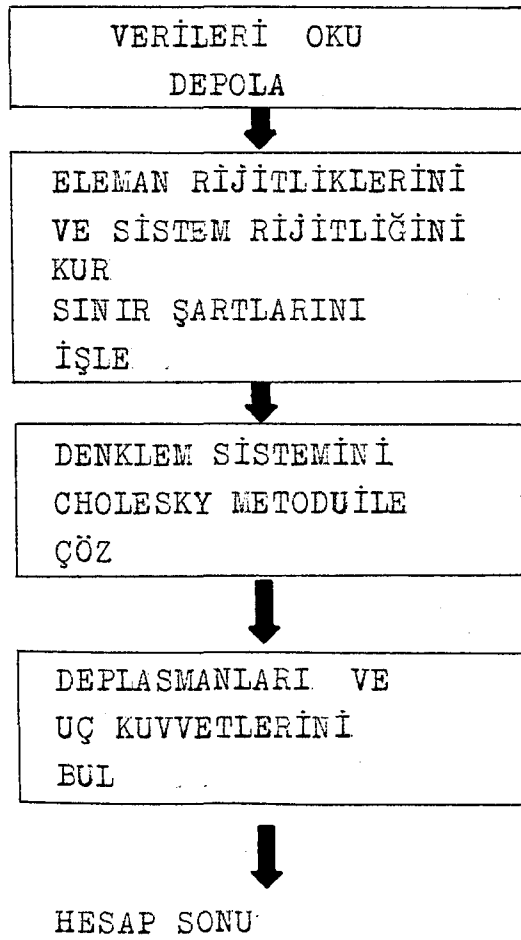 VERİLERİ OKU
DEPOLA
ELEMAN RİJİTLİKLERİNİ
VE SİSTEM RİJİTLİĞİNİ
KUR
SINIR ŞARTLARINI
İŞLE
DENKLEM SİSTEMİNİ
CHOLESKY METODUİLE
ÇÖZ
DEPLASMANLARI VE
UÇ KUVVETLERİNİ
BUL
HESAP SONU